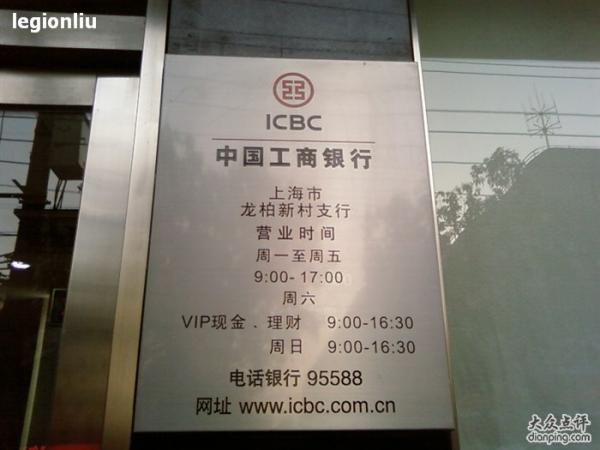 legionliu
ICBC
中国工商银行
上海市
龙柏新村支行
营业时间
周一至周五
9:00-17:00
周六
VIP现金．理财 9:00-16:30
周日 9:00-16:30
电话银行 95588
网址 www.icbc.com.cn
大众点评
dianping.com